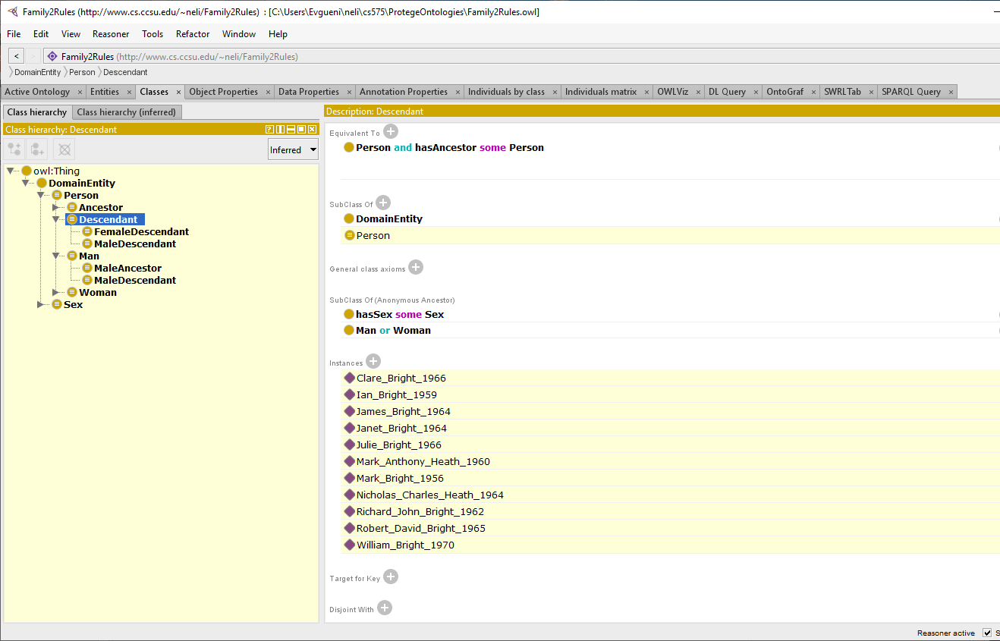 Family2Rules (http://www.cs.ccsu.edu/~neli/Family2Rules) : [C:\Users\Evgueni\neli\cs575\ProtegeOntologies\Family2Rules.owl]
File Edit View Reasoner Tools Refactor Window Help
< > Family2Rules (http://www.cs.ccsu.edu/~neli/Family2Rules)
DomainEntity Person Descendant
Active Ontology × Entities × Classes × Object Properties × Data Properties × Annotation Properties × Individuals by class × Individuals matrix × OWLViz × DL Query × OntoGraf × SWRLTab × SPARQL Query ×
Class hierarchy Class hierarchy (inferred)
Class hierarchy: Descendant
Inferred
owl:Thing
DomainEntity
Person
Ancestor
Descendant
FemaleDescendant
MaleDescendant
Man
MaleAncestor
MaleDescendant
Woman
Sex
Description: Descendant
Equivalent To
Person and hasAncestor some Person
SubClass Of
DomainEntity
Person
General class axioms
SubClass Of (Anonymous Ancestor)
hasSex some Sex
Man or Woman
Instances
Clare_Bright_1966
Ian_Bright_1959
James_Bright_1964
Janet_Bright_1964
Julie_Bright_1966
Mark_Anthony_Heath_1960
Mark_Bright_1956
Nicholas_Charles_Heath_1964
Richard_John_Bright_1962
Robert_David_Bright_1965
William_Bright_1970
Target for Key
Disjoint With
Reasoner active S